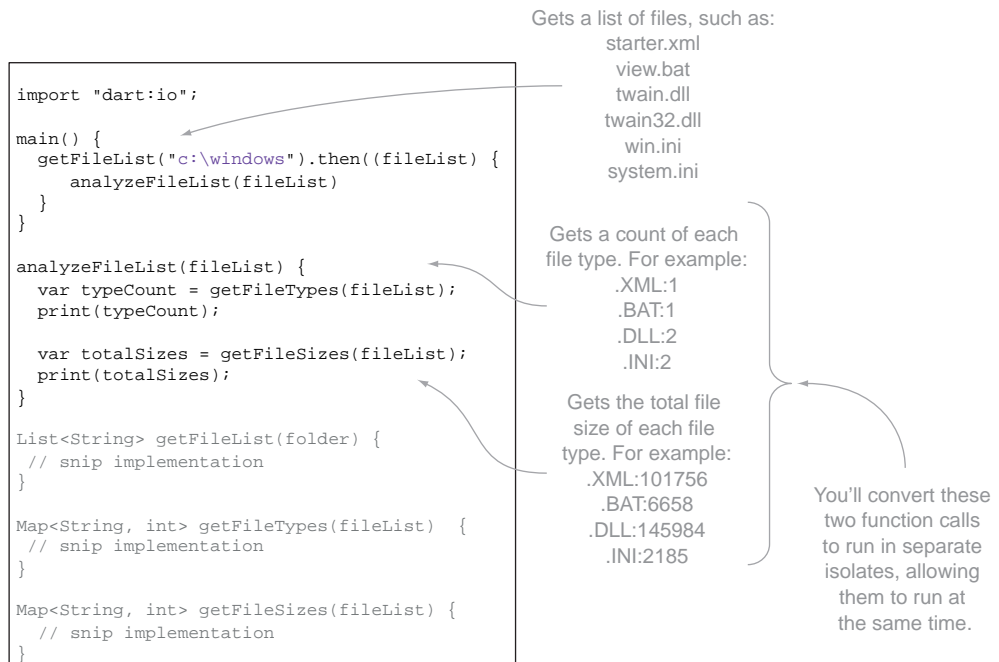 Gets a list of files, such as:
starter.xml
view.bat
twain.dll
twain32.dll
win.ini
system.ini
import "dart:io";
main() {
  getFileList("c:\windows").then((fileList) {
     analyzeFileList(fileList)
  }
}
analyzeFileList(fileList) {
  var typeCount = getFileTypes(fileList);
  print(typeCount);
  var totalSizes = getFileSizes(fileList);
  print(totalSizes);
}
List<String> getFileList(folder) {
 // snip implementation
}
Map<String, int> getFileTypes(fileList)  {
 // snip implementation
}
Map<String, int> getFileSizes(fileList) {
  // snip implementation
}
Gets a count of each
file type. For example:
.XML:1
.BAT:1
.DLL:2
.INI:2
Gets the total file
size of each file
type. For example:
.XML:101756
.BAT:6658
.DLL:145984
.INI:2185
You'll convert these
two function calls
to run in separate
isolates, allowing
them to run at
the same time.